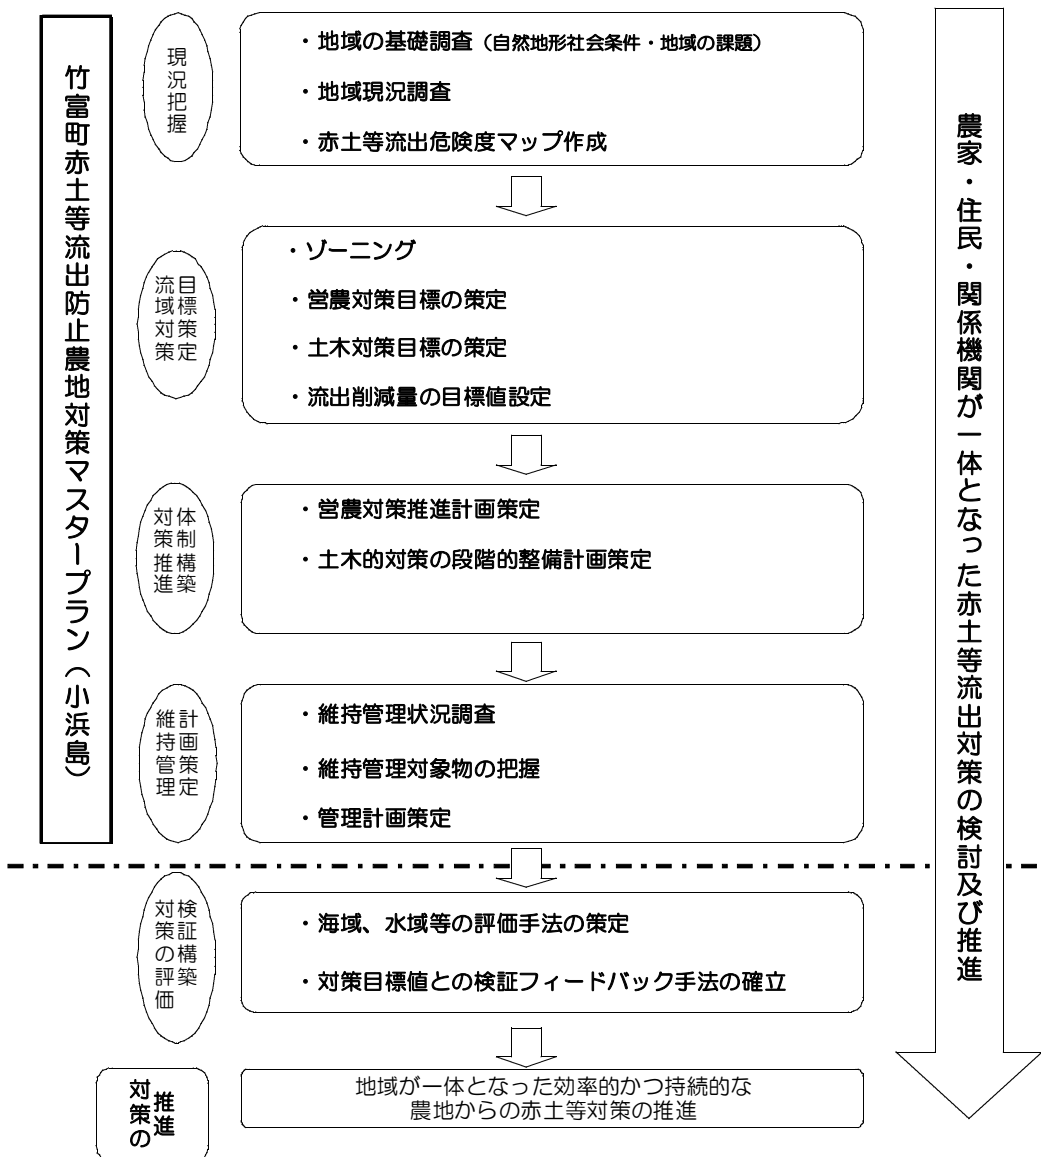 竹富町赤土等流出防止農地対策マスタープラン（小浜島）
現況把握
・地域の基礎調査（自然地形社会条件・地域の課題）
・地域現況調査
・赤土等流出危険度マップ作成
目標策定
流域対策
・ゾーニング
・営農対策目標の策定
・土木対策目標の策定
・流出削減量の目標値設定
体制構築
対策推進
・営農対策推進計画策定
・土木的対策の段階的整備計画策定
計画策定
維持管理
・維持管理状況調査
・維持管理対象物の把握
・管理計画策定
検証構築
対策の評価
・海域、水域等の評価手法の策定
・対策目標値との検証フィードバック手法の確立
推進
対策の
地域が一体となった効率的かつ持続的な
農地からの赤土等対策の推進
農家・住民・関係機関が一体となった赤土等流出対策の検討及び推進